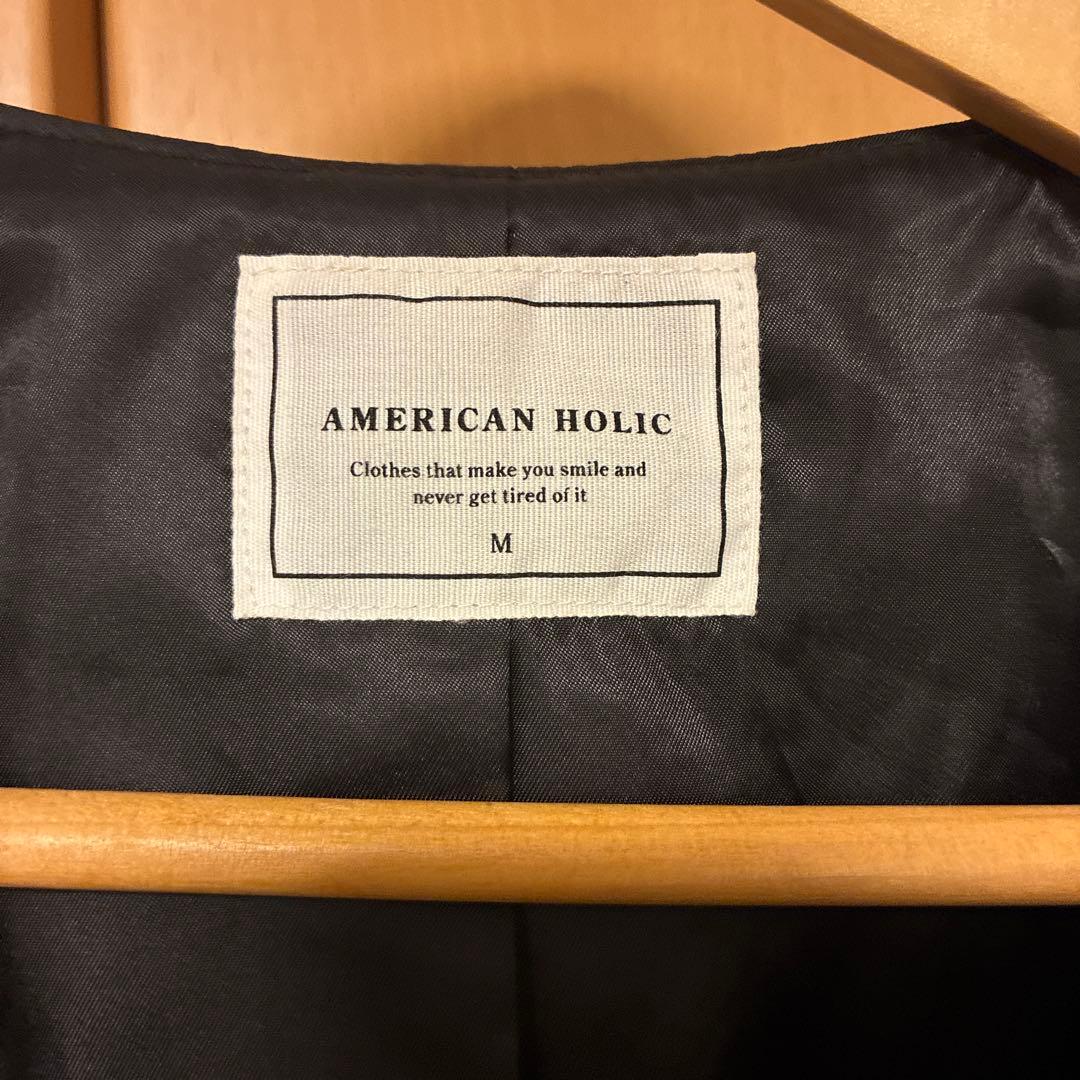 AMERICAN HOLIC
Clothes that make you smile and
never get tired of it
M